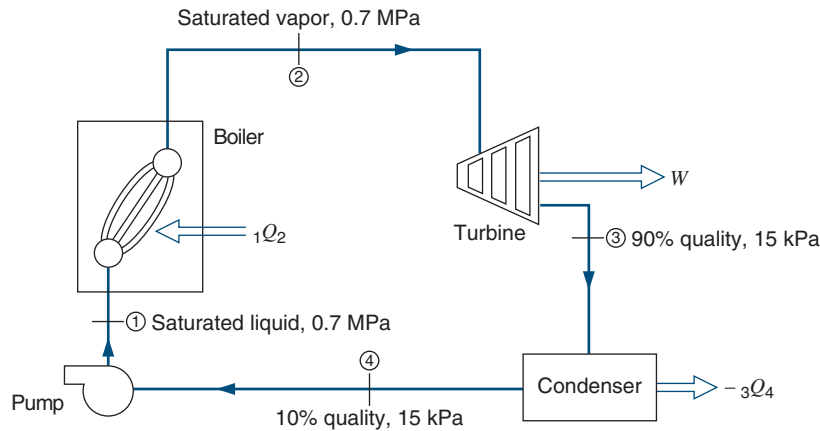 Saturated vapor, 0.7 MPa
②
Boiler
₁Q₂
W
Turbine
③ 90% quality, 15 kPa
① Saturated liquid, 0.7 MPa
④
Condenser
− ₃Q₄
Pump
10% quality, 15 kPa